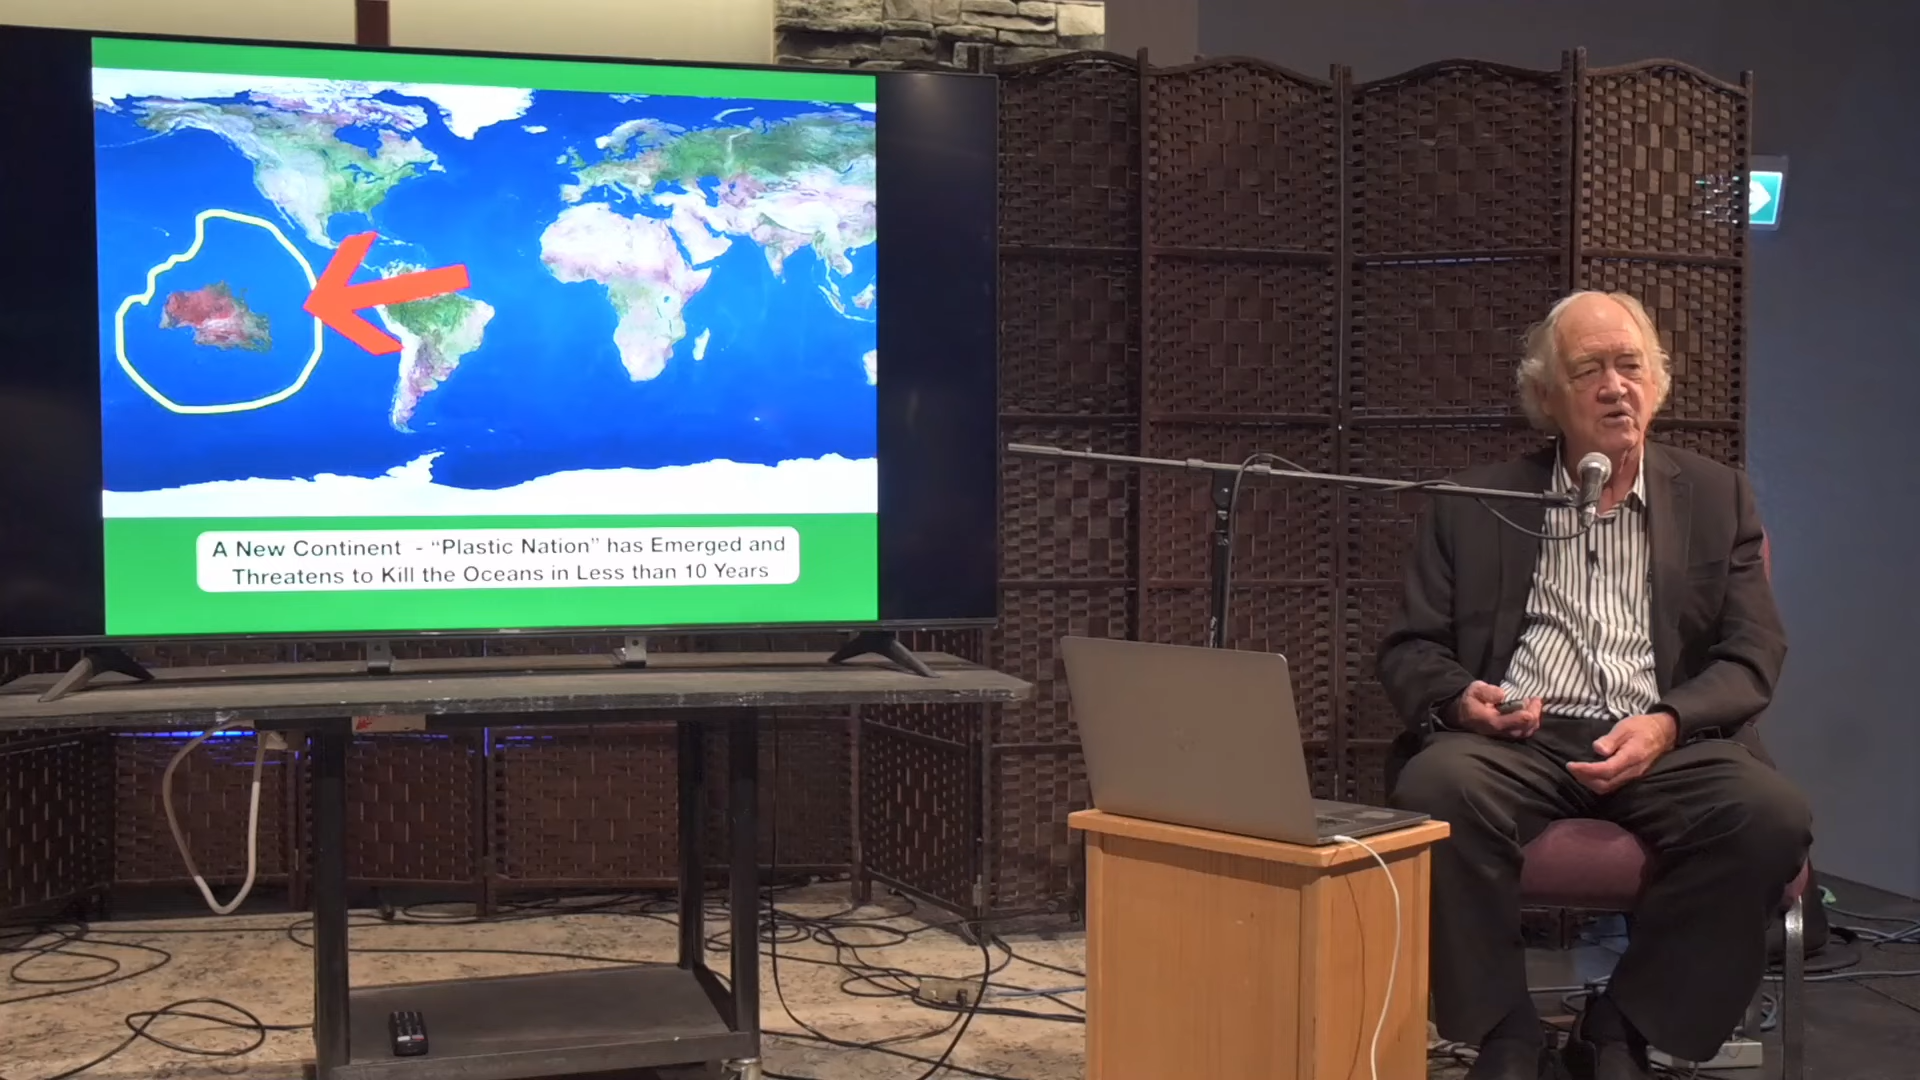 A New Continent - “Plastic Nation” has Emerged and
Threatens to Kill the Oceans in Less than 10 Years